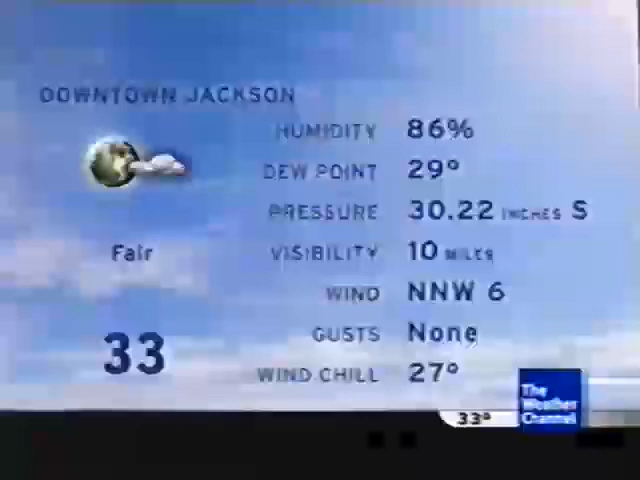 DOWNTOWN JACKSON
HUMIDITY 86%
DEW POINT 29°
PRESSURE 30.22 INCHES S
Fair
VISIBILITY 10 MILES
WIND NNW 6
33
GUSTS None
WIND CHILL 27°
33°
The
Weather
Channel